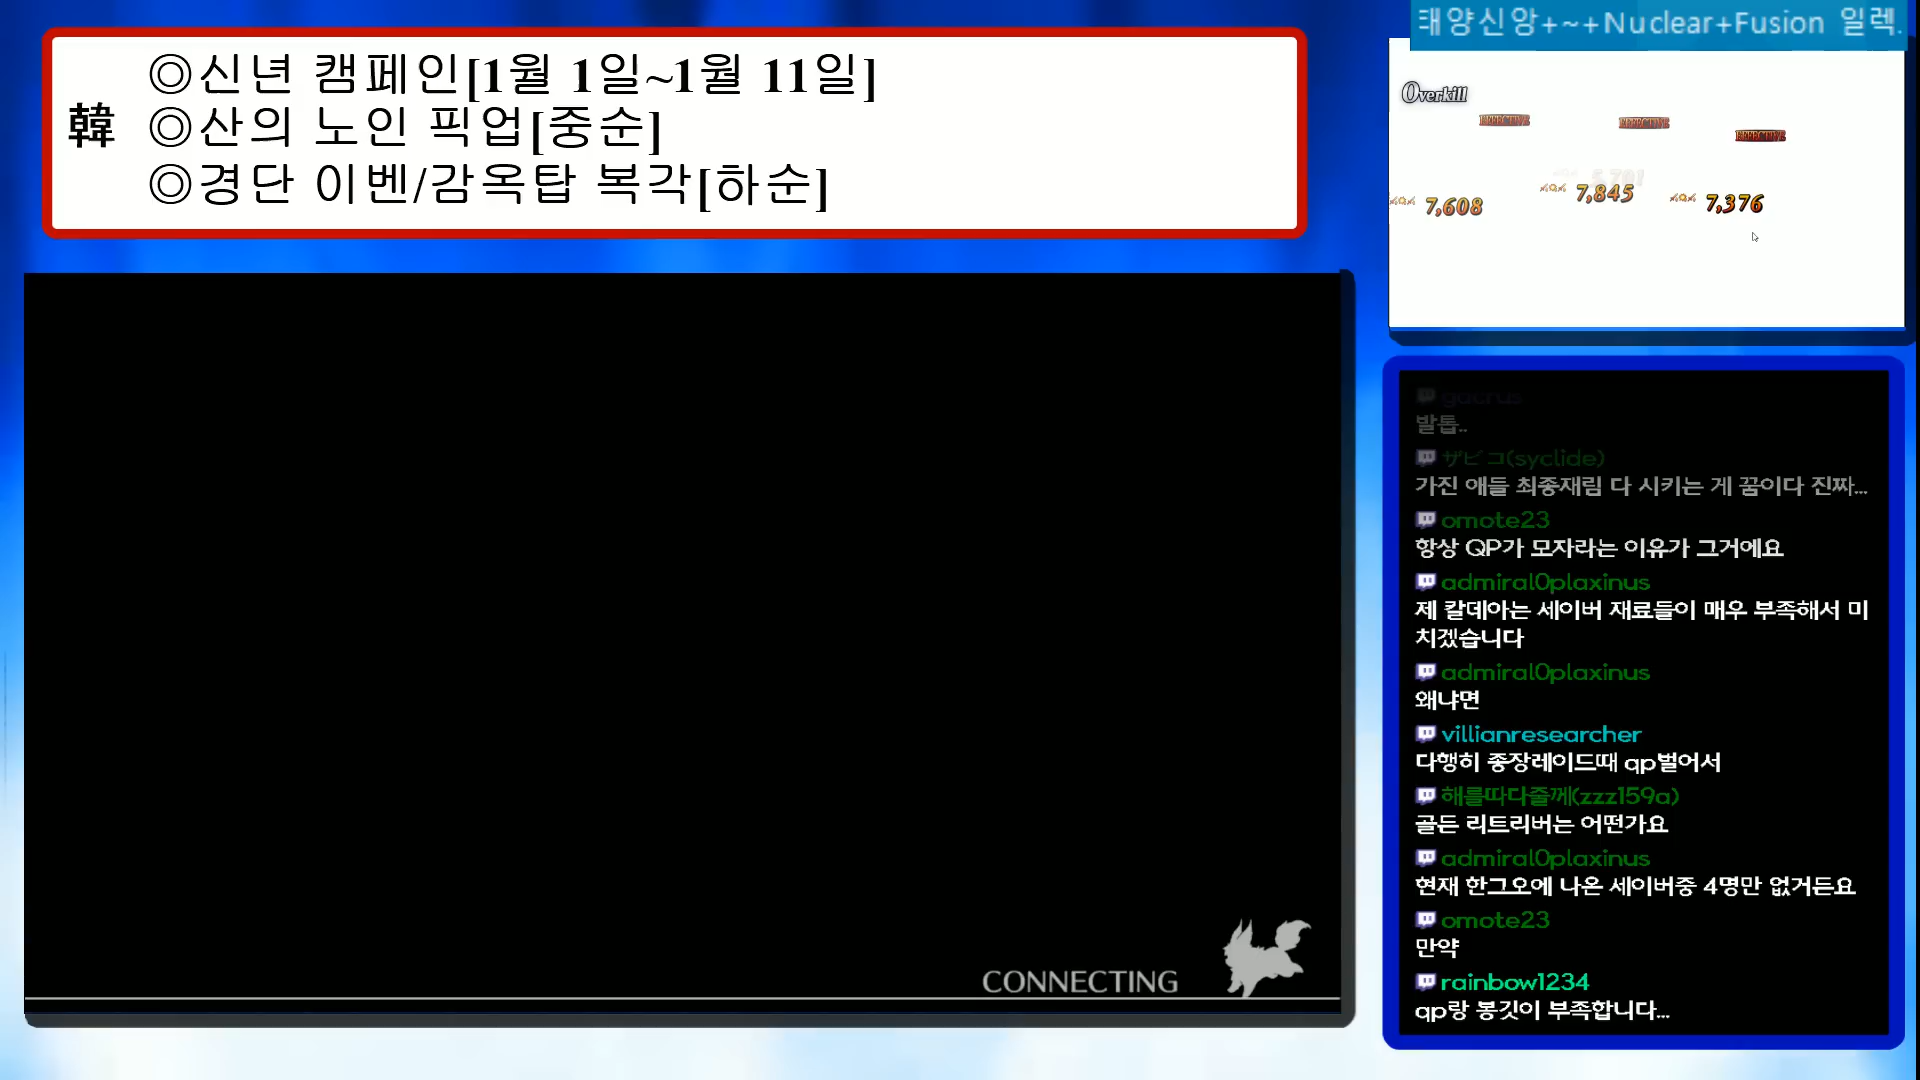 ◎신년 캠페인[1월 1일~1월 11일]
韓 ◎산의 노인 픽업[중순]
◎경단 이벤/감옥탑 복각[하순]
태양신앙+~+Nuclear+Fusion 일렉.
Overkill
EFFECTIVE
EFFECTIVE
EFFECTIVE
7,608
7,845
7,376
CONNECTING
gacrus
발톱..
ザビコ(syclide)
가진 애들 최종재림 다 시키는 게 꿈이다 진짜...
omote23
항상 QP가 모자라는 이유가 그거에요
admiral0plaxinus
제 칼데아는 세이버 재료들이 매우 부족해서 미
치겠습니다
admiral0plaxinus
왜냐면
villianresearcher
다행히 종장레이드때 qp벌어서
해를따다줄께(zzz159a)
골든 리트리버는 어떤가요
admiral0plaxinus
현재 한그오에 나온 세이버중 4명만 없거든요
omote23
만약
rainbow1234
qp랑 봉깃이 부족합니다...